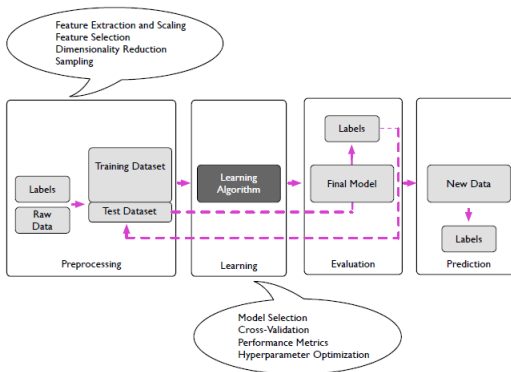 Feature Extraction and Scaling
Feature Selection
Dimensionality Reduction
Sampling
Labels
Raw
Data
Training Dataset
Test Dataset
Preprocessing
Learning
Algorithm
Learning
Labels
Final Model
Evaluation
New Data
Labels
Prediction
Model Selection
Cross-Validation
Performance Metrics
Hyperparameter Optimization